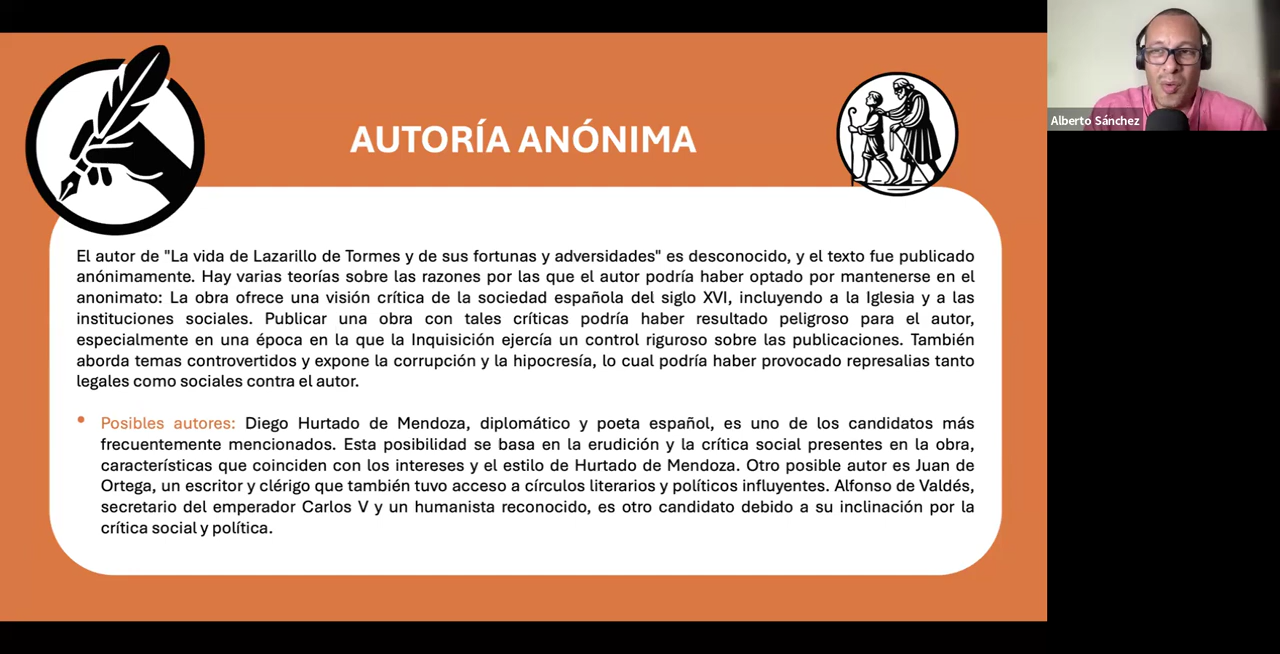 AUTORÍA ANÓNIMA
Alberto Sánchez
El autor de "La vida de Lazarillo de Tormes y de sus fortunas y adversidades" es desconocido, y el texto fue publicado
anónimamente. Hay varias teorías sobre las razones por las que el autor podría haber optado por mantenerse en el
anonimato: La obra ofrece una visión crítica de la sociedad española del siglo XVI, incluyendo a la Iglesia y a las
instituciones sociales. Publicar una obra con tales críticas podría haber resultado peligroso para el autor,
especialmente en una época en la que la Inquisición ejercía un control riguroso sobre las publicaciones. También
aborda temas controvertidos y expone la corrupción y la hipocresía, lo cual podría haber provocado represalias tanto
legales como sociales contra el autor.
• Posibles autores: Diego Hurtado de Mendoza, diplomático y poeta español, es uno de los candidatos más
frecuentemente mencionados. Esta posibilidad se basa en la erudición y la crítica social presentes en la obra,
características que coinciden con los intereses y el estilo de Hurtado de Mendoza. Otro posible autor es Juan de
Ortega, un escritor y clérigo que también tuvo acceso a círculos literarios y políticos influyentes. Alfonso de Valdés,
secretario del emperador Carlos V y un humanista reconocido, es otro candidato debido a su inclinación por la
crítica social y política.